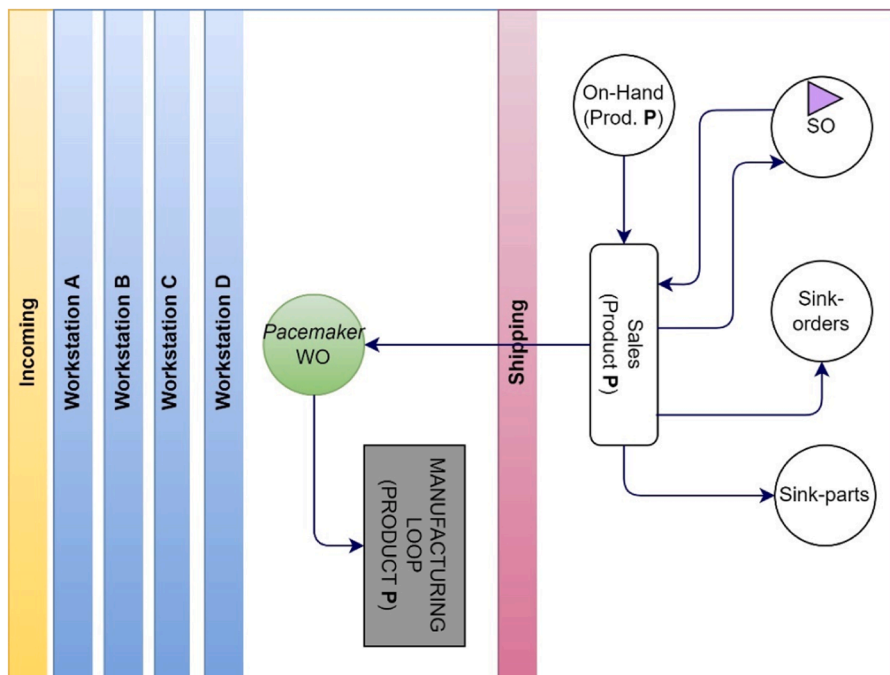 Incoming
Workstation A
Workstation B
Workstation C
Workstation D
Pacemaker
WO
MANUFACTURING
LOOP
(PRODUCT P)
Shipping
On-Hand
(Prod. P)
SO
Sales
(Product P)
Sink-
orders
Sink-parts